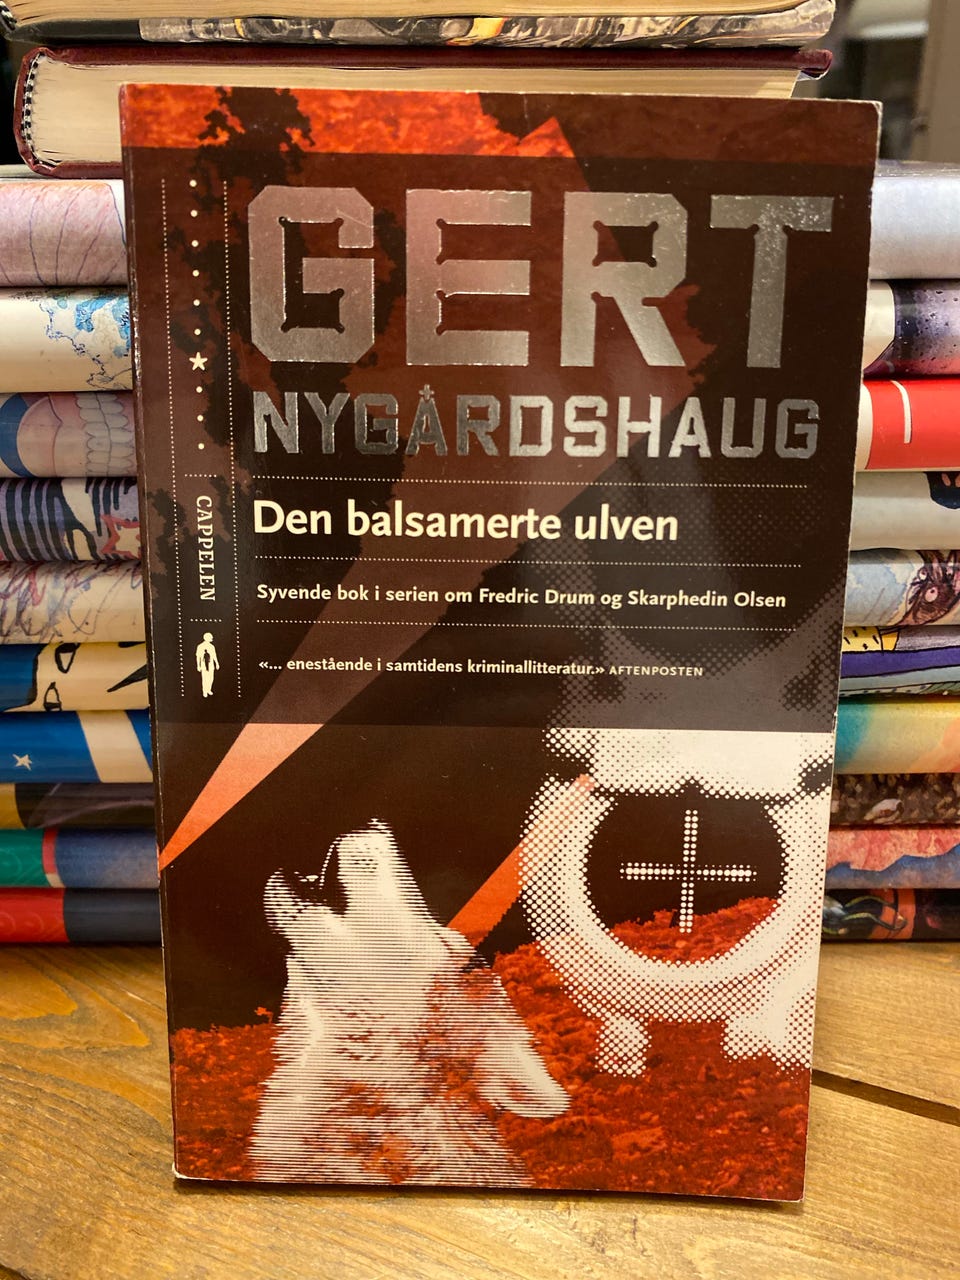 GERT
NYGÅRDSHAUG
Den balsamerte ulven
Syvende bok i serien om Fredric Drum og Skarphedin Olsen
«... enestående i samtidens kriminallitteratur.» AFTENPOSTEN
CAPPELEN